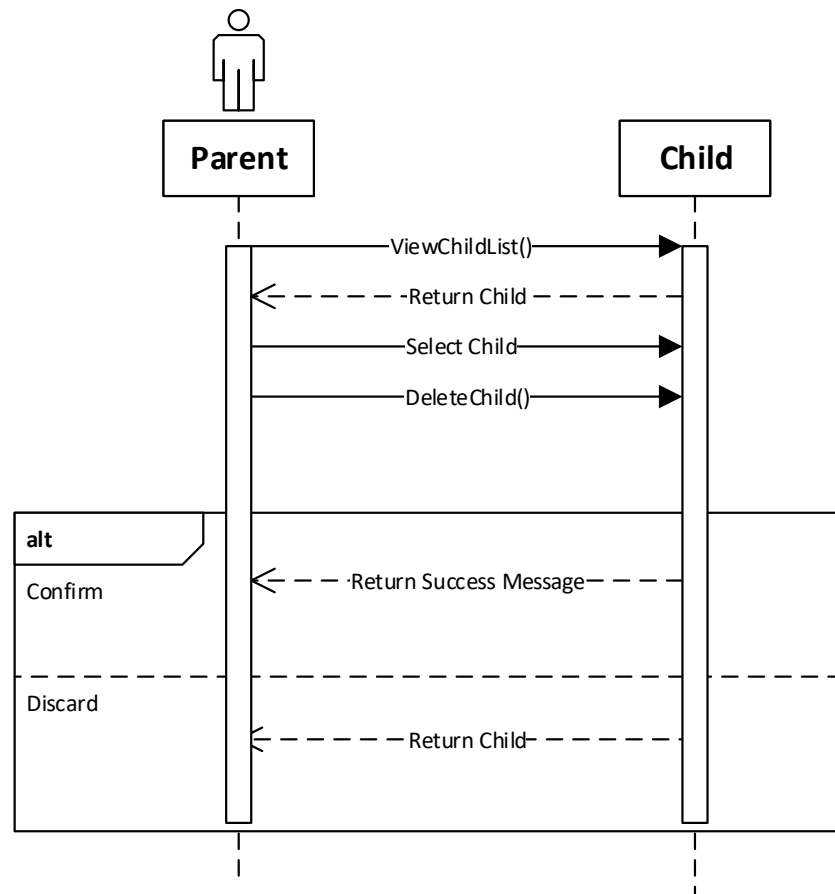 Parent
Child
ViewChildList()
Return Child
Select Child
DeleteChild()
alt
Return Success Message
Confirm
Discard
Return Child